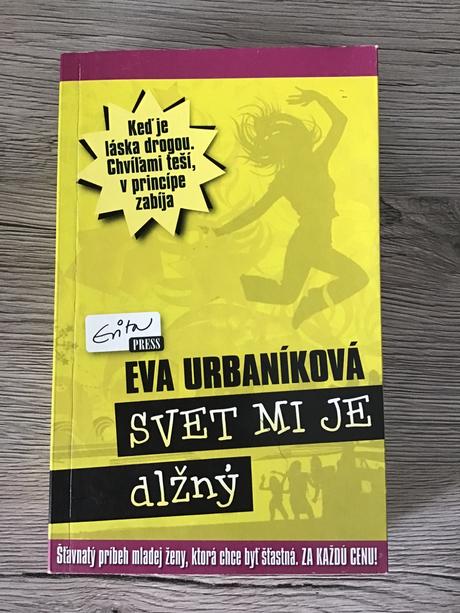 Keď je
láska drogou.
Chvíľami teší,
v princípe
zabíja
Evita
PRESS
EVA URBANÍKOVÁ
SVET MI JE
dlžný
Šťavnatý príbeh mladej ženy, ktorá chce byť šťastná. ZA KAŽDÚ CENU!